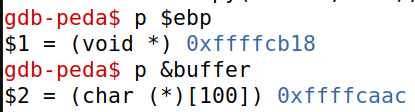 gdb-peda$ p $ebp
$1 = (void *) 0xffffcb18
gdb-peda$ p &buffer
$2 = (char (*)[100]) 0xffffcaac